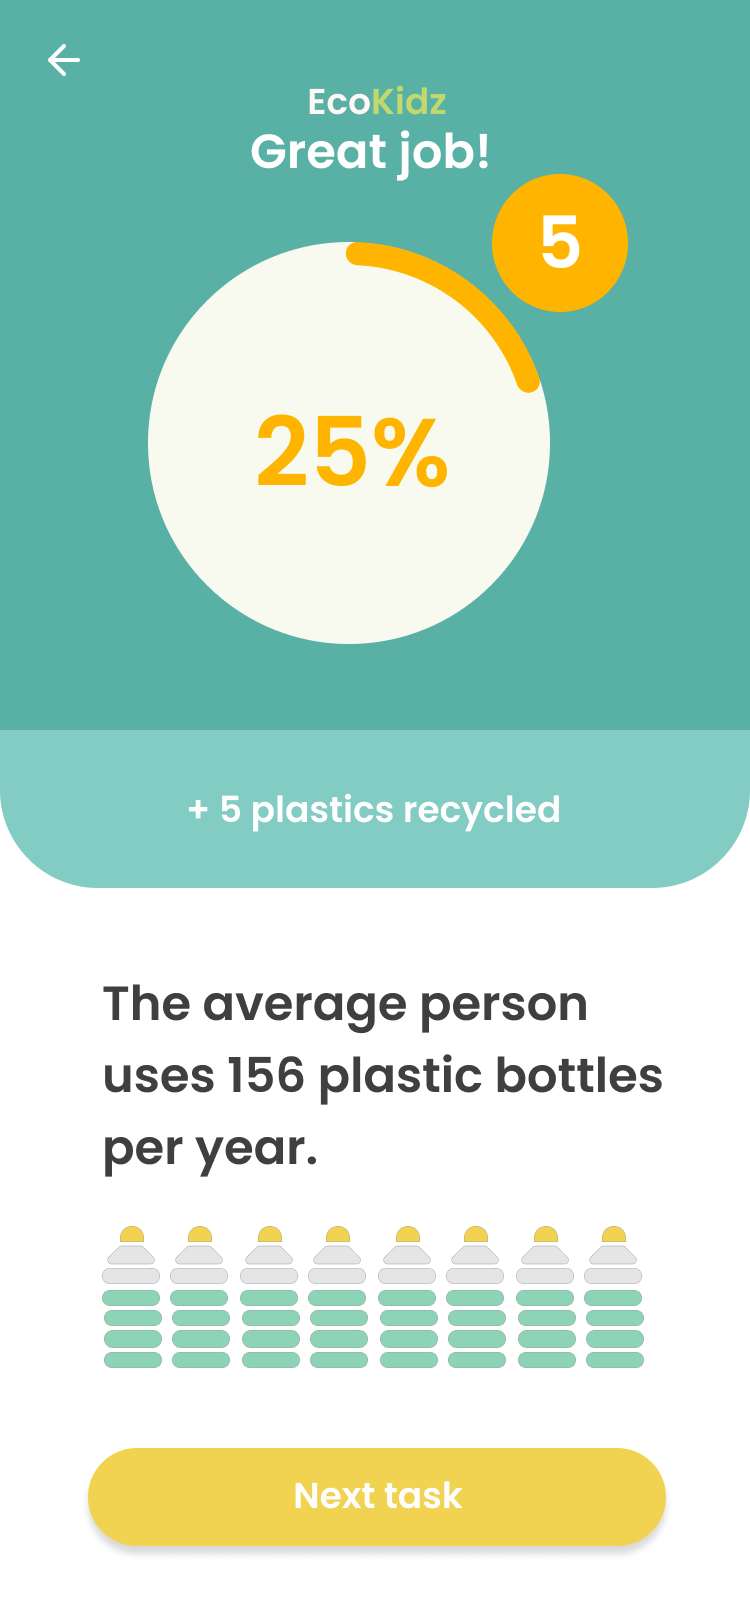 EcoKidz
Great job!
5
25%
+ 5 plastics recycled
The average person
uses 156 plastic bottles
per year.
Next task